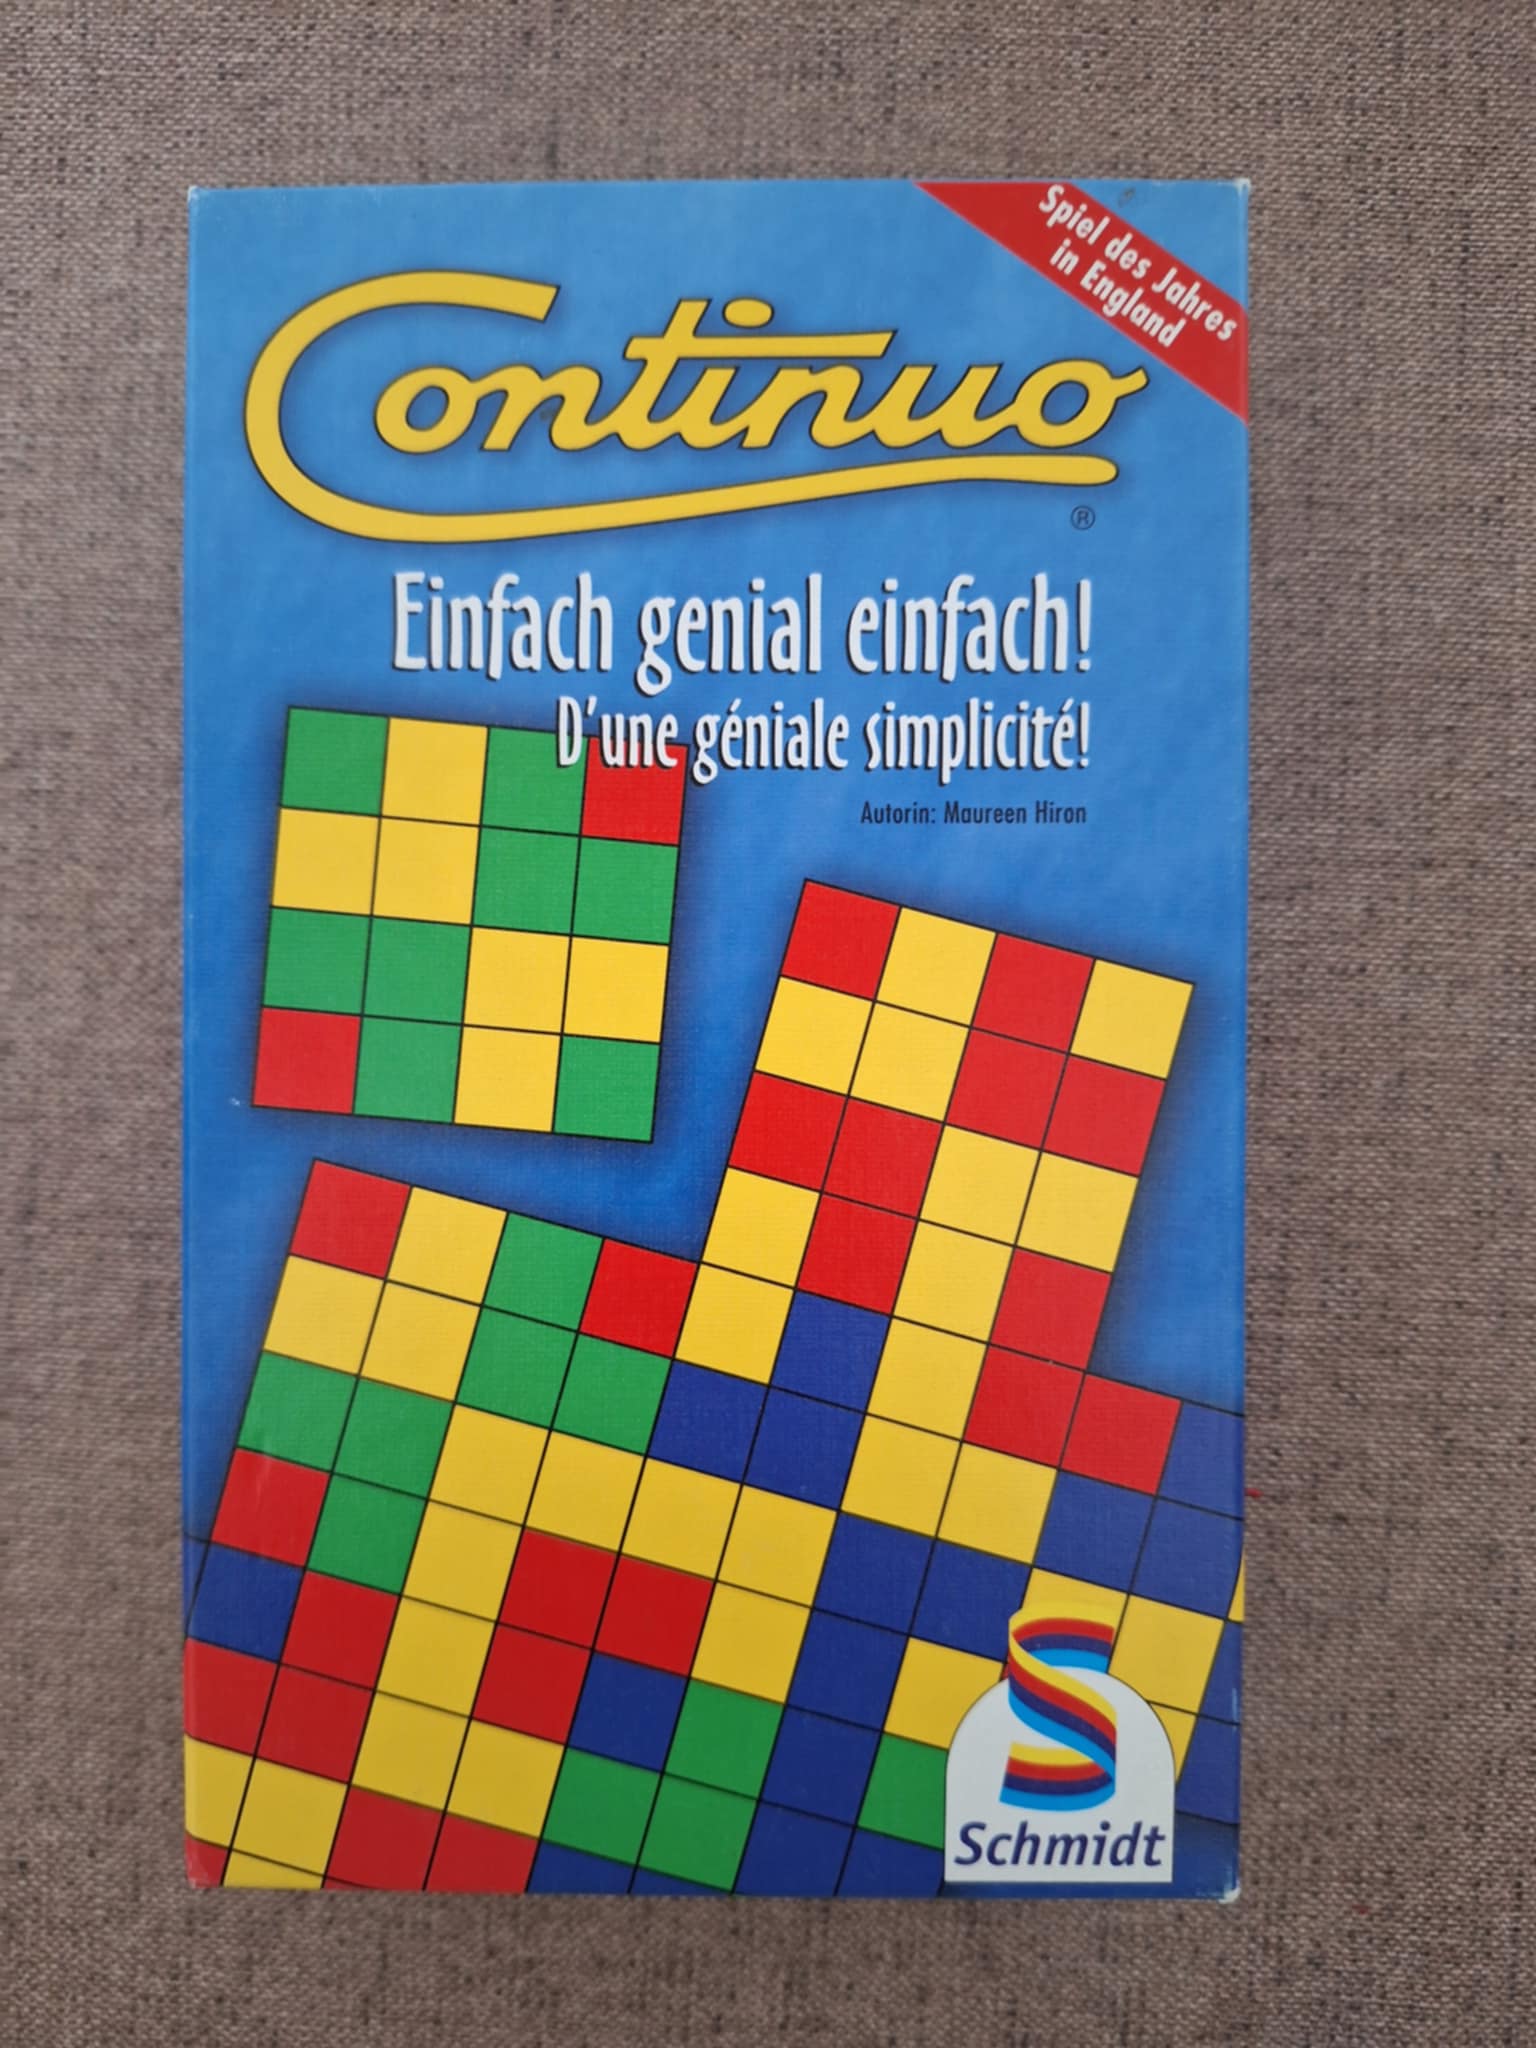 Spiel des Jahres
in England
Continuo
®
Einfach genial einfach!
D'une géniale simplicité!
Autorin: Maureen Hiron
Schmidt